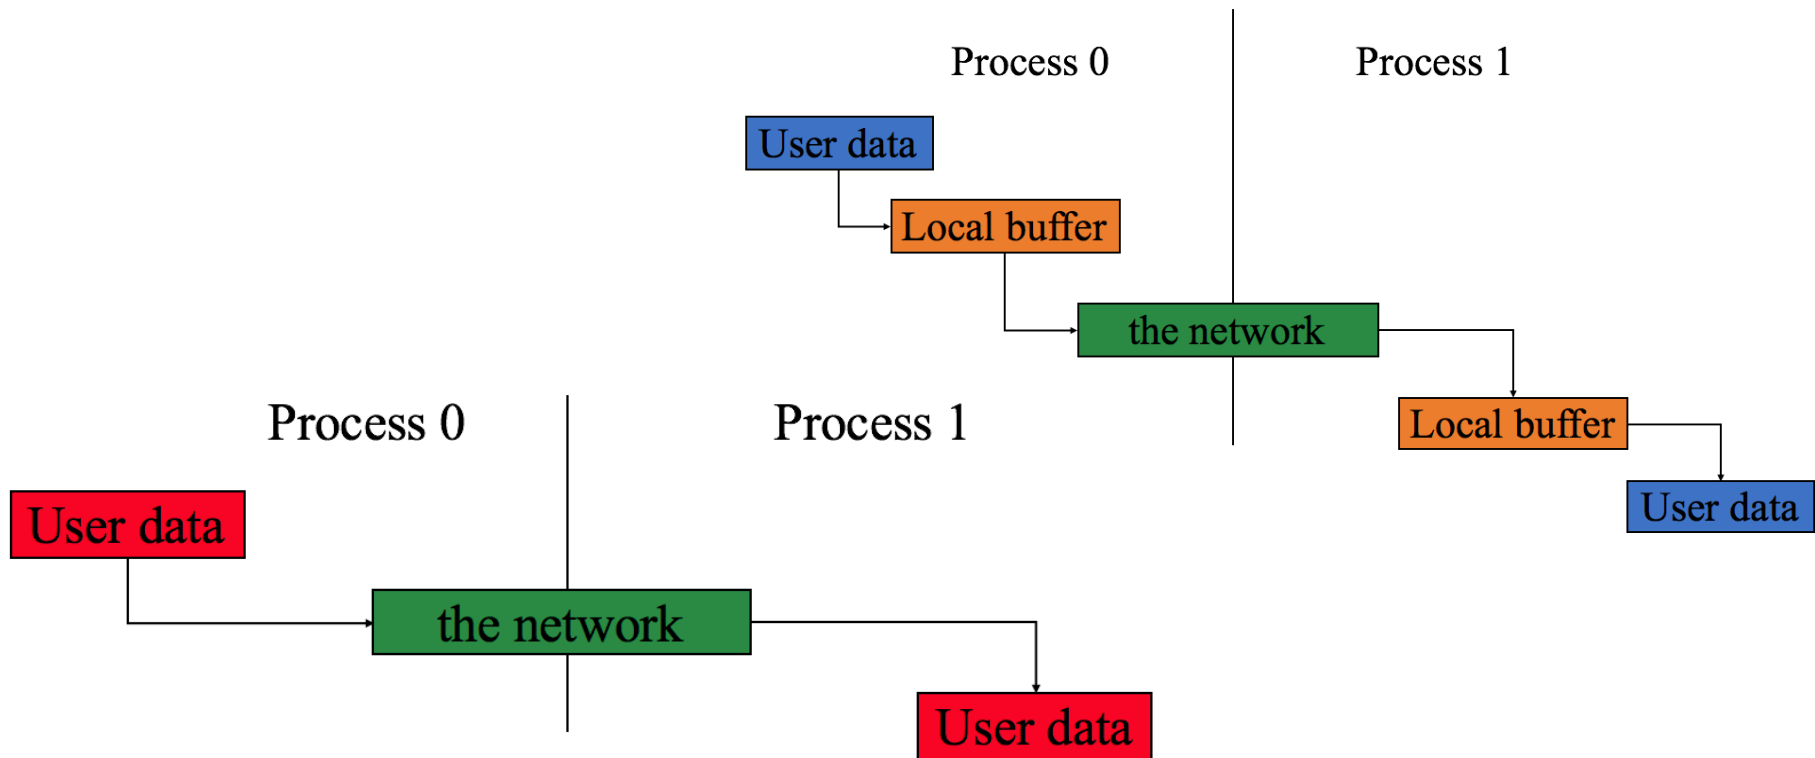 Process 0
Process 1
User data
Local buffer
the network
Local buffer
User data
Process 0
Process 1
User data
the network
User data